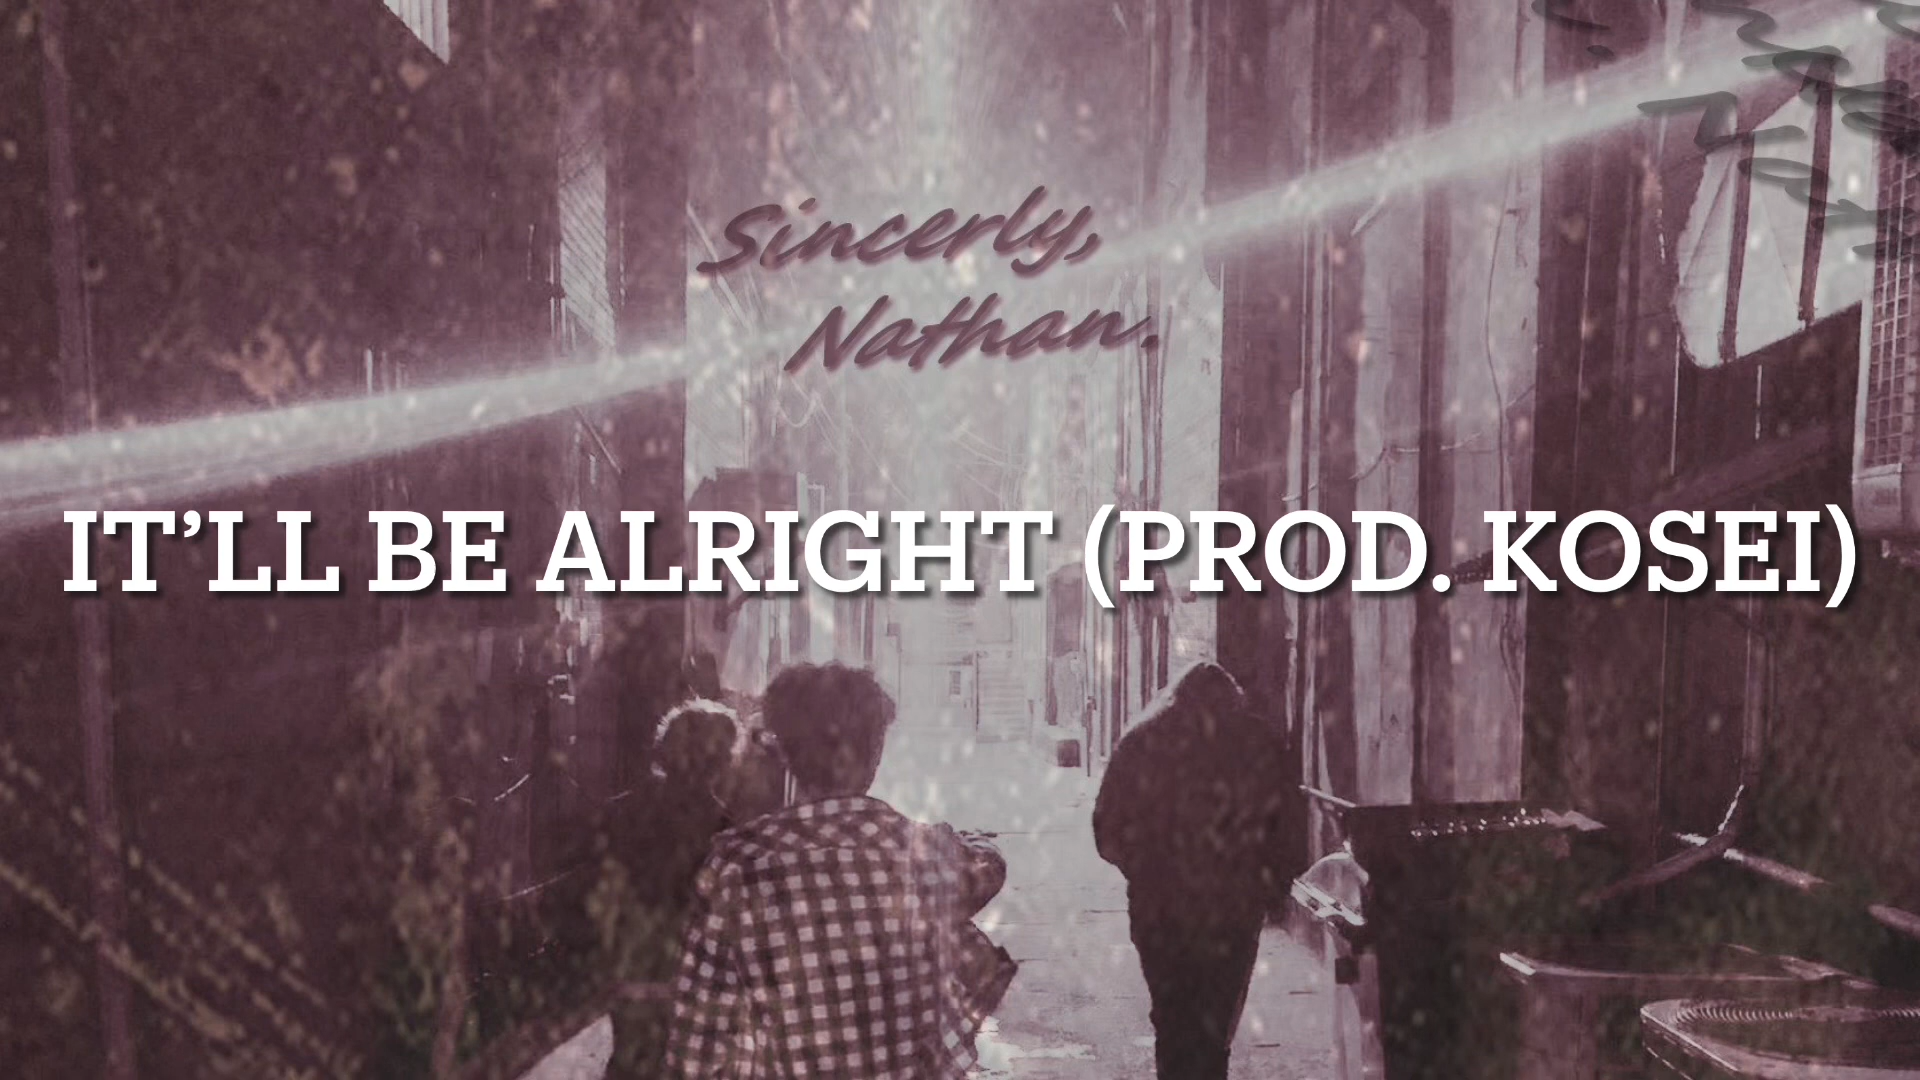 Sincerly,
Nathan.
IT’LL BE ALRIGHT (PROD. KOSEI)